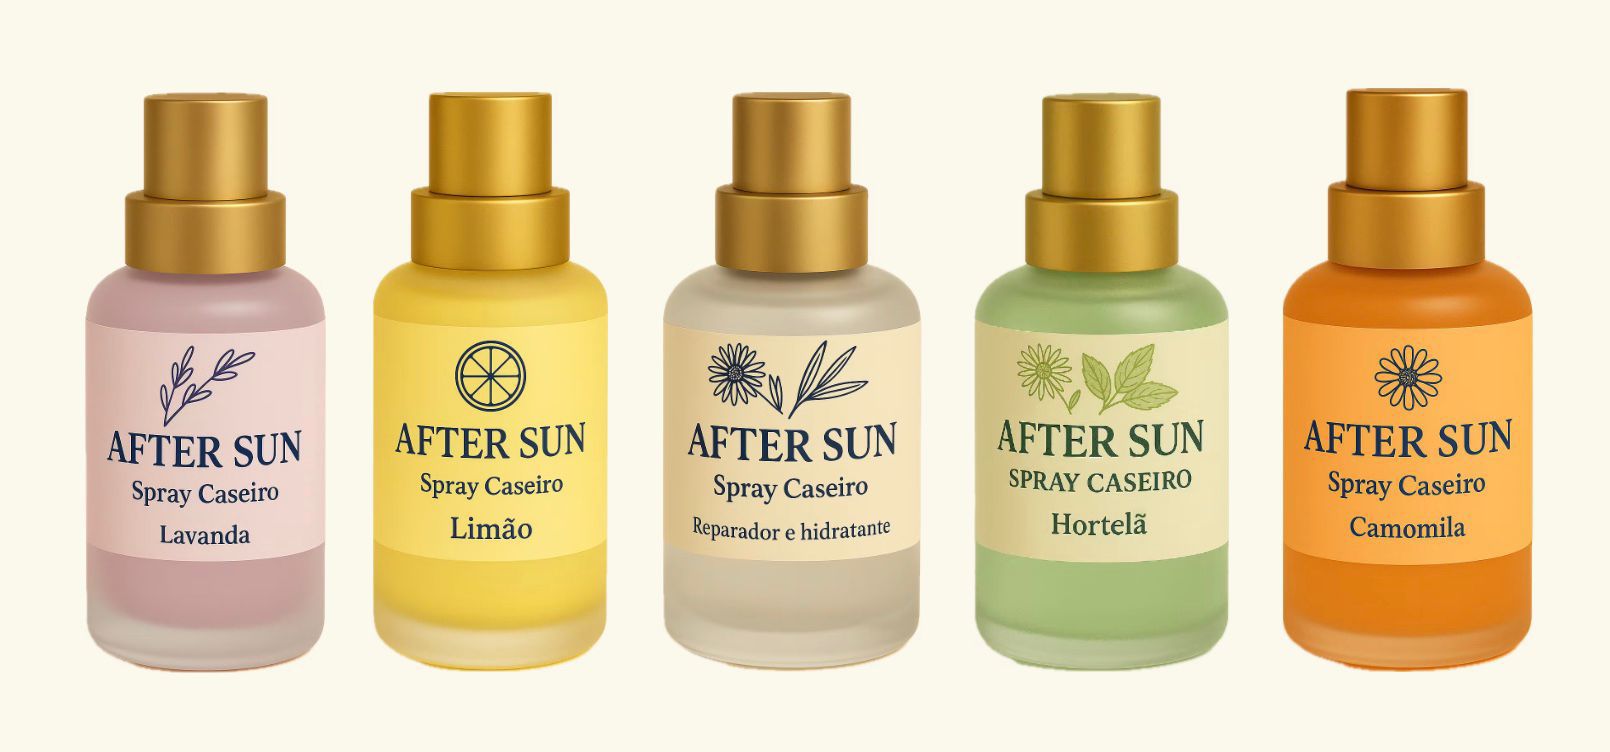 AFTER SUN
Spray Caseiro
Lavanda
AFTER SUN
Spray Caseiro
Limão
AFTER SUN
Spray Caseiro
Reparador e hidratante
AFTER SUN
SPRAY CASEIRO
Hortelã
AFTER SUN
Spray Caseiro
Camomila